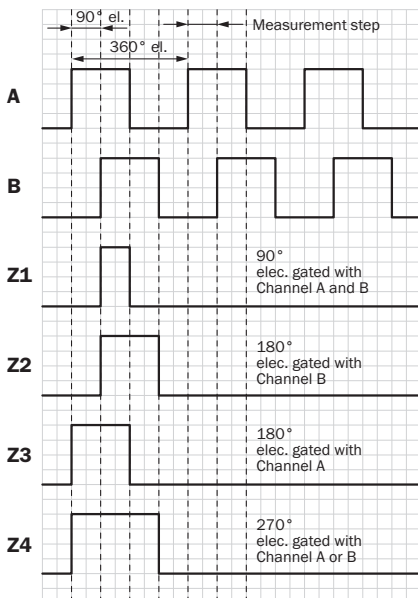 90° el.
Measurement step
360° el.
A
B
Z1
90°
elec. gated with
Channel A and B
Z2
180°
elec. gated with
Channel B
Z3
180°
elec. gated with
Channel A
Z4
270°
elec. gated with
Channel A or B